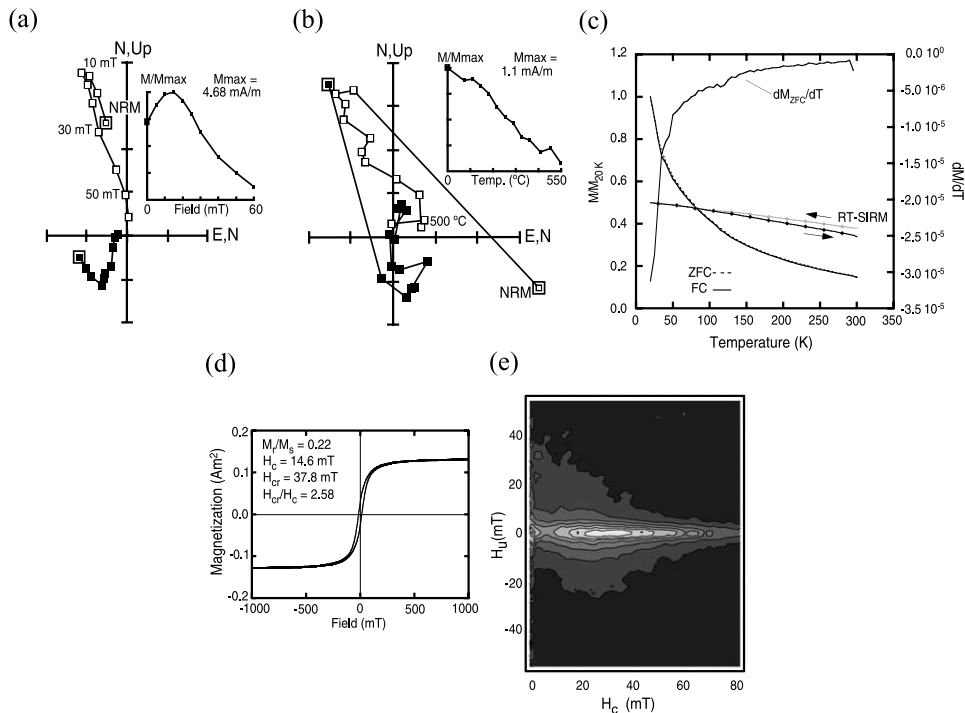 (a)
N,Up
10 mT
NRM
30 mT
50 mT
E,N
M/Mmax
Mmax =
4.68 mA/m
0
Field (mT)
60
(b)
N,Up
M/Mmax
Mmax =
1.1 mA/m
0
Temp. (ºC)
550
500 ºC
E,N
NRM
(c)
1.2
1.0
0.8
0.6
0.4
0.2
0.0
M/M20 K
0.0 10⁰
-5.0 10⁻⁶
-1.0 10⁻⁵
-1.5 10⁻⁵
-2.0 10⁻⁵
-2.5 10⁻⁵
-3.0 10⁻⁵
-3.5 10⁻⁵
dM/dT
dMZFC/dT
RT-SIRM
ZFC
FC
0 50 100 150 200 250 300 350
Temperature (K)
(d)
0.2
0.1
0.0
-0.1
-0.2
Magnetization (Am²)
Mr/Ms = 0.22
Hc = 14.6 mT
Hcr = 37.8 mT
Hcr/Hc = 2.58
-1000 -500 0 500 1000
Field (mT)
(e)
40
20
0
-20
-40
Hu(mT)
0 20 40 60 80
Hc (mT)